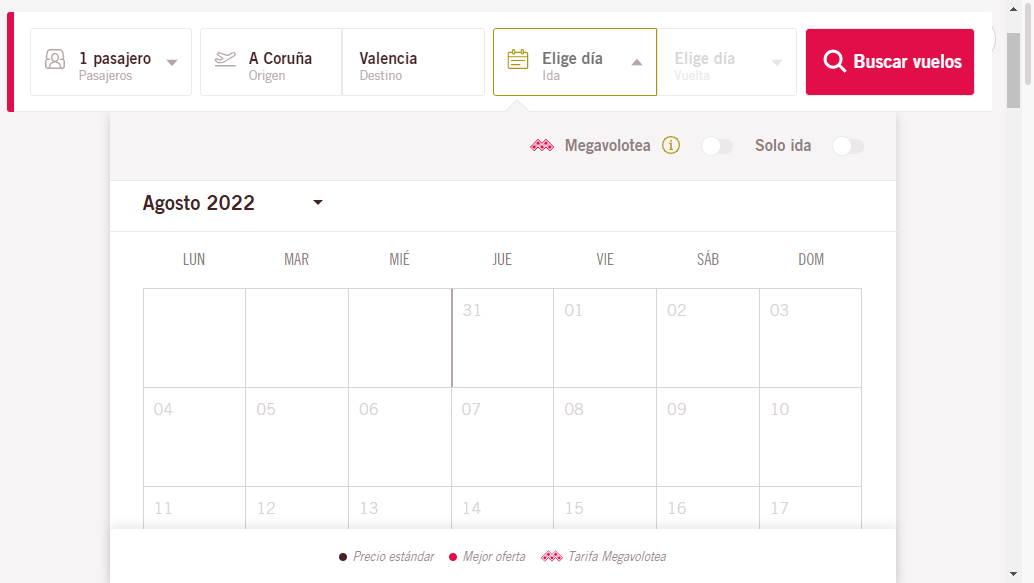 1 pasajero
Pasajeros
A Coruña
Origen
Valencia
Destino
Elige día
Ida
Elige día
Vuelta
Buscar vuelos
Megavolotea
Solo ida
Agosto 2022
LUN MAR MIÉ JUE VIE SÁB DOM
31 01 02 03
04 05 06 07 08 09 10
11 12 13 14 15 16 17
Precio estándar Mejor oferta Tarifa Megavolotea